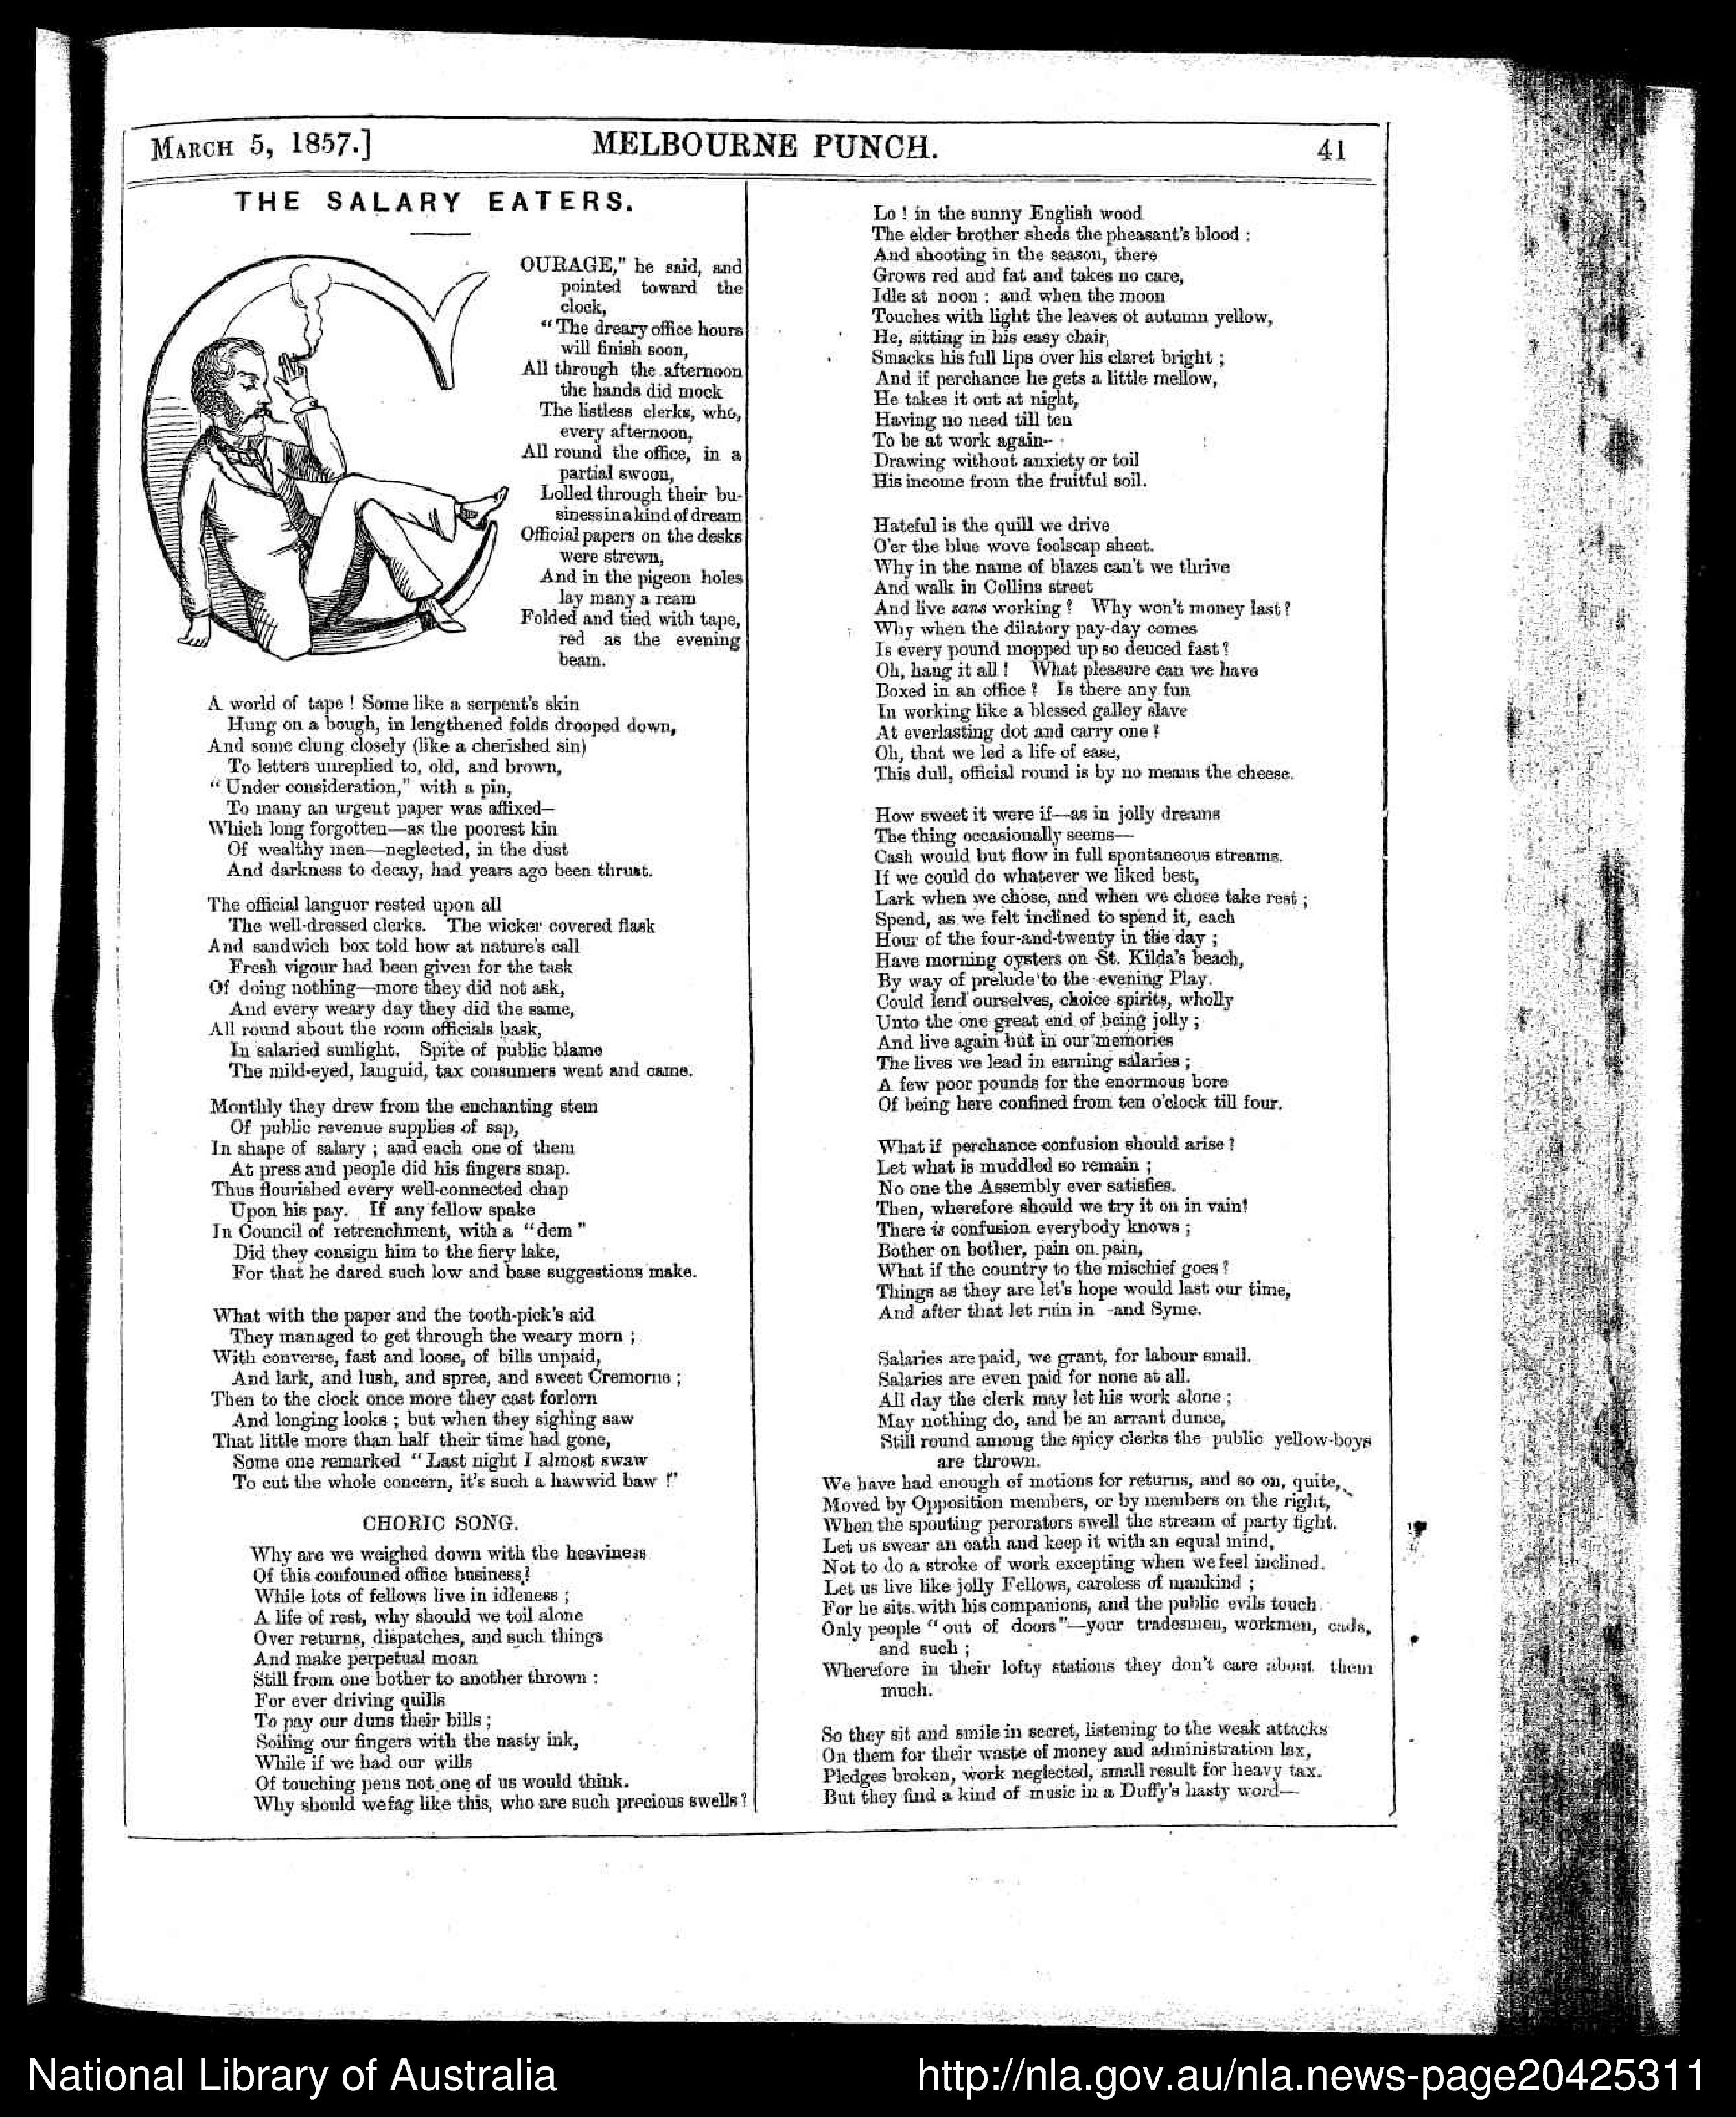 MARCH 5, 1857.]
MELBOURNE PUNCH.
41
THE SALARY EATERS.
OURAGE," he said, and
pointed toward the
clock,
"The dreary office hours
will finish soon,
All through the afternoon
the hands did mock
The listless clerks, who,
every afternoon,
All round the office, in a
partial swoon,
Lolled through their bu-
siness in a kind of dream
Official papers on the desks
were strewn,
And in the pigeon holes
lay many a ream
Folded and tied with tape,
red as the evening
beam.
A world of tape ! Some like a serpent's skin
Hung on a bough, in lengthened folds drooped down,
And some clung closely (like a cherished sin)
To letters unreplied to, old, and brown,
"Under consideration," with a pin,
To many an urgent paper was affixed—
Which long forgotten—as the poorest kin
Of wealthy men—neglected, in the dust
And darkness to decay, had years ago been thrust.
The official languor rested upon all
The well-dressed clerks. The wicker covered flask
And sandwich box told how at nature's call
Fresh vigour had been given for the task
Of doing nothing—more they did not ask,
And every weary day they did the same,
All round about the room officials bask,
In salaried sunlight. Spite of public blame
The mild-eyed, languid, tax consumers went and came.
Monthly they drew from the enchanting stem
Of public revenue supplies of sap,
In shape of salary ; and each one of them
At press and people did his fingers snap.
Thus flourished every well-connected chap
Upon his pay. If any fellow spake
In Council of retrenchment, with a "dem"
Did they consign him to the fiery lake,
For that he dared such low and base suggestions make.
What with the paper and the tooth-pick's aid
They managed to get through the weary morn ;
With converse, fast and loose, of bills unpaid,
And lark, and lush, and spree, and sweet Cremorne ;
Then to the clock once more they cast forlorn
And longing looks ; but when they sighing saw
That little more than half their time had gone,
Some one remarked "Last night I almost swaw
To cut the whole concern, it's such a hawwid baw !"
CHORIC SONG.
Why are we weighed down with the heaviness
Of this confouned office business?
While lots of fellows live in idleness ;
A life of rest, why should we toil alone
Over returns, dispatches, and such things
And make perpetual moan
Still from one bother to another thrown :
For ever driving quills
To pay our duns their bills ;
Soiling our fingers with the nasty ink,
While if we had our wills
Of touching pens not one of us would think.
Why should we fag like this, who are such precious swells ?
Lo ! in the sunny English wood
The elder brother sheds the pheasant's blood :
And shooting in the season, there
Grows red and fat and takes no care,
Idle at noon : and when the moon
Touches with light the leaves of autumn yellow,
He, sitting in his easy chair,
Smacks his full lips over his claret bright ;
And if perchance he gets a little mellow,
He takes it out at night,
Having no need till ten
To be at work again--
Drawing without anxiety or toil
His income from the fruitful soil.
Hateful is the quill we drive
O'er the blue wove foolscap sheet.
Why in the name of blazes can't we thrive
And walk in Collins street
And live sans working ? Why won't money last ?
Why when the dilatory pay-day comes
Is every pound mopped up so deuced fast ?
Oh, hang it all ! What pleasure can we have
Boxed in an office ? Is there any fun
In working like a blessed galley slave
At everlasting dot and carry one ?
Oh, that we led a life of ease,
This dull, official round is by no means the cheese.
How sweet it were if—as in jolly dreams
The thing occasionally seems—
Cash would but flow in full spontaneous streams.
If we could do whatever we liked best,
Lark when we chose, and when we chose take rest ;
Spend, as we felt inclined to spend it, each
Hour of the four-and-twenty in the day ;
Have morning oysters on St. Kilda's beach,
By way of prelude to the evening Play.
Could lend ourselves, choice spirits, wholly
Unto the one great end of being jolly ;
And live again but in our memories
The lives we lead in earning salaries ;
A few poor pounds for the enormous bore
Of being here confined from ten o'clock till four.
What if perchance confusion should arise ?
Let what is muddled so remain ;
No one the Assembly ever satisfies.
Then, wherefore should we try it on in vain?
There is confusion everybody knows ;
Bother on bother, pain on pain,
What if the country to the mischief goes ?
Things as they are let's hope would last our time,
And after that let ruin in -and Syme.
Salaries are paid, we grant, for labour small.
Salaries are even paid for none at all.
All day the clerk may let his work alone ;
May nothing do, and be an arrant dunce,
Still round among the spicy clerks the public yellow-boys
are thrown.
We have had enough of motions for returns, and so on, quite,
Moved by Opposition members, or by members on the right,
When the spouting perorators swell the stream of party fight.
Let us swear an oath and keep it with an equal mind,
Not to do a stroke of work excepting when we feel inclined.
Let us live like jolly Fellows, careless of mankind ;
For he sits with his companions, and the public evils touch
Only people "out of doors"—your tradesmen, workmen, cads,
and such ;
Wherefore in their lofty stations they don't care about them
much.
So they sit and smile in secret, listening to the weak attacks
On them for their waste of money and administration lax,
Pledges broken, work neglected, small result for heavy tax.
But they find a kind of music in a Duffy's hasty word—
National Library of Australia
http://nla.gov.au/nla.news-page20425311